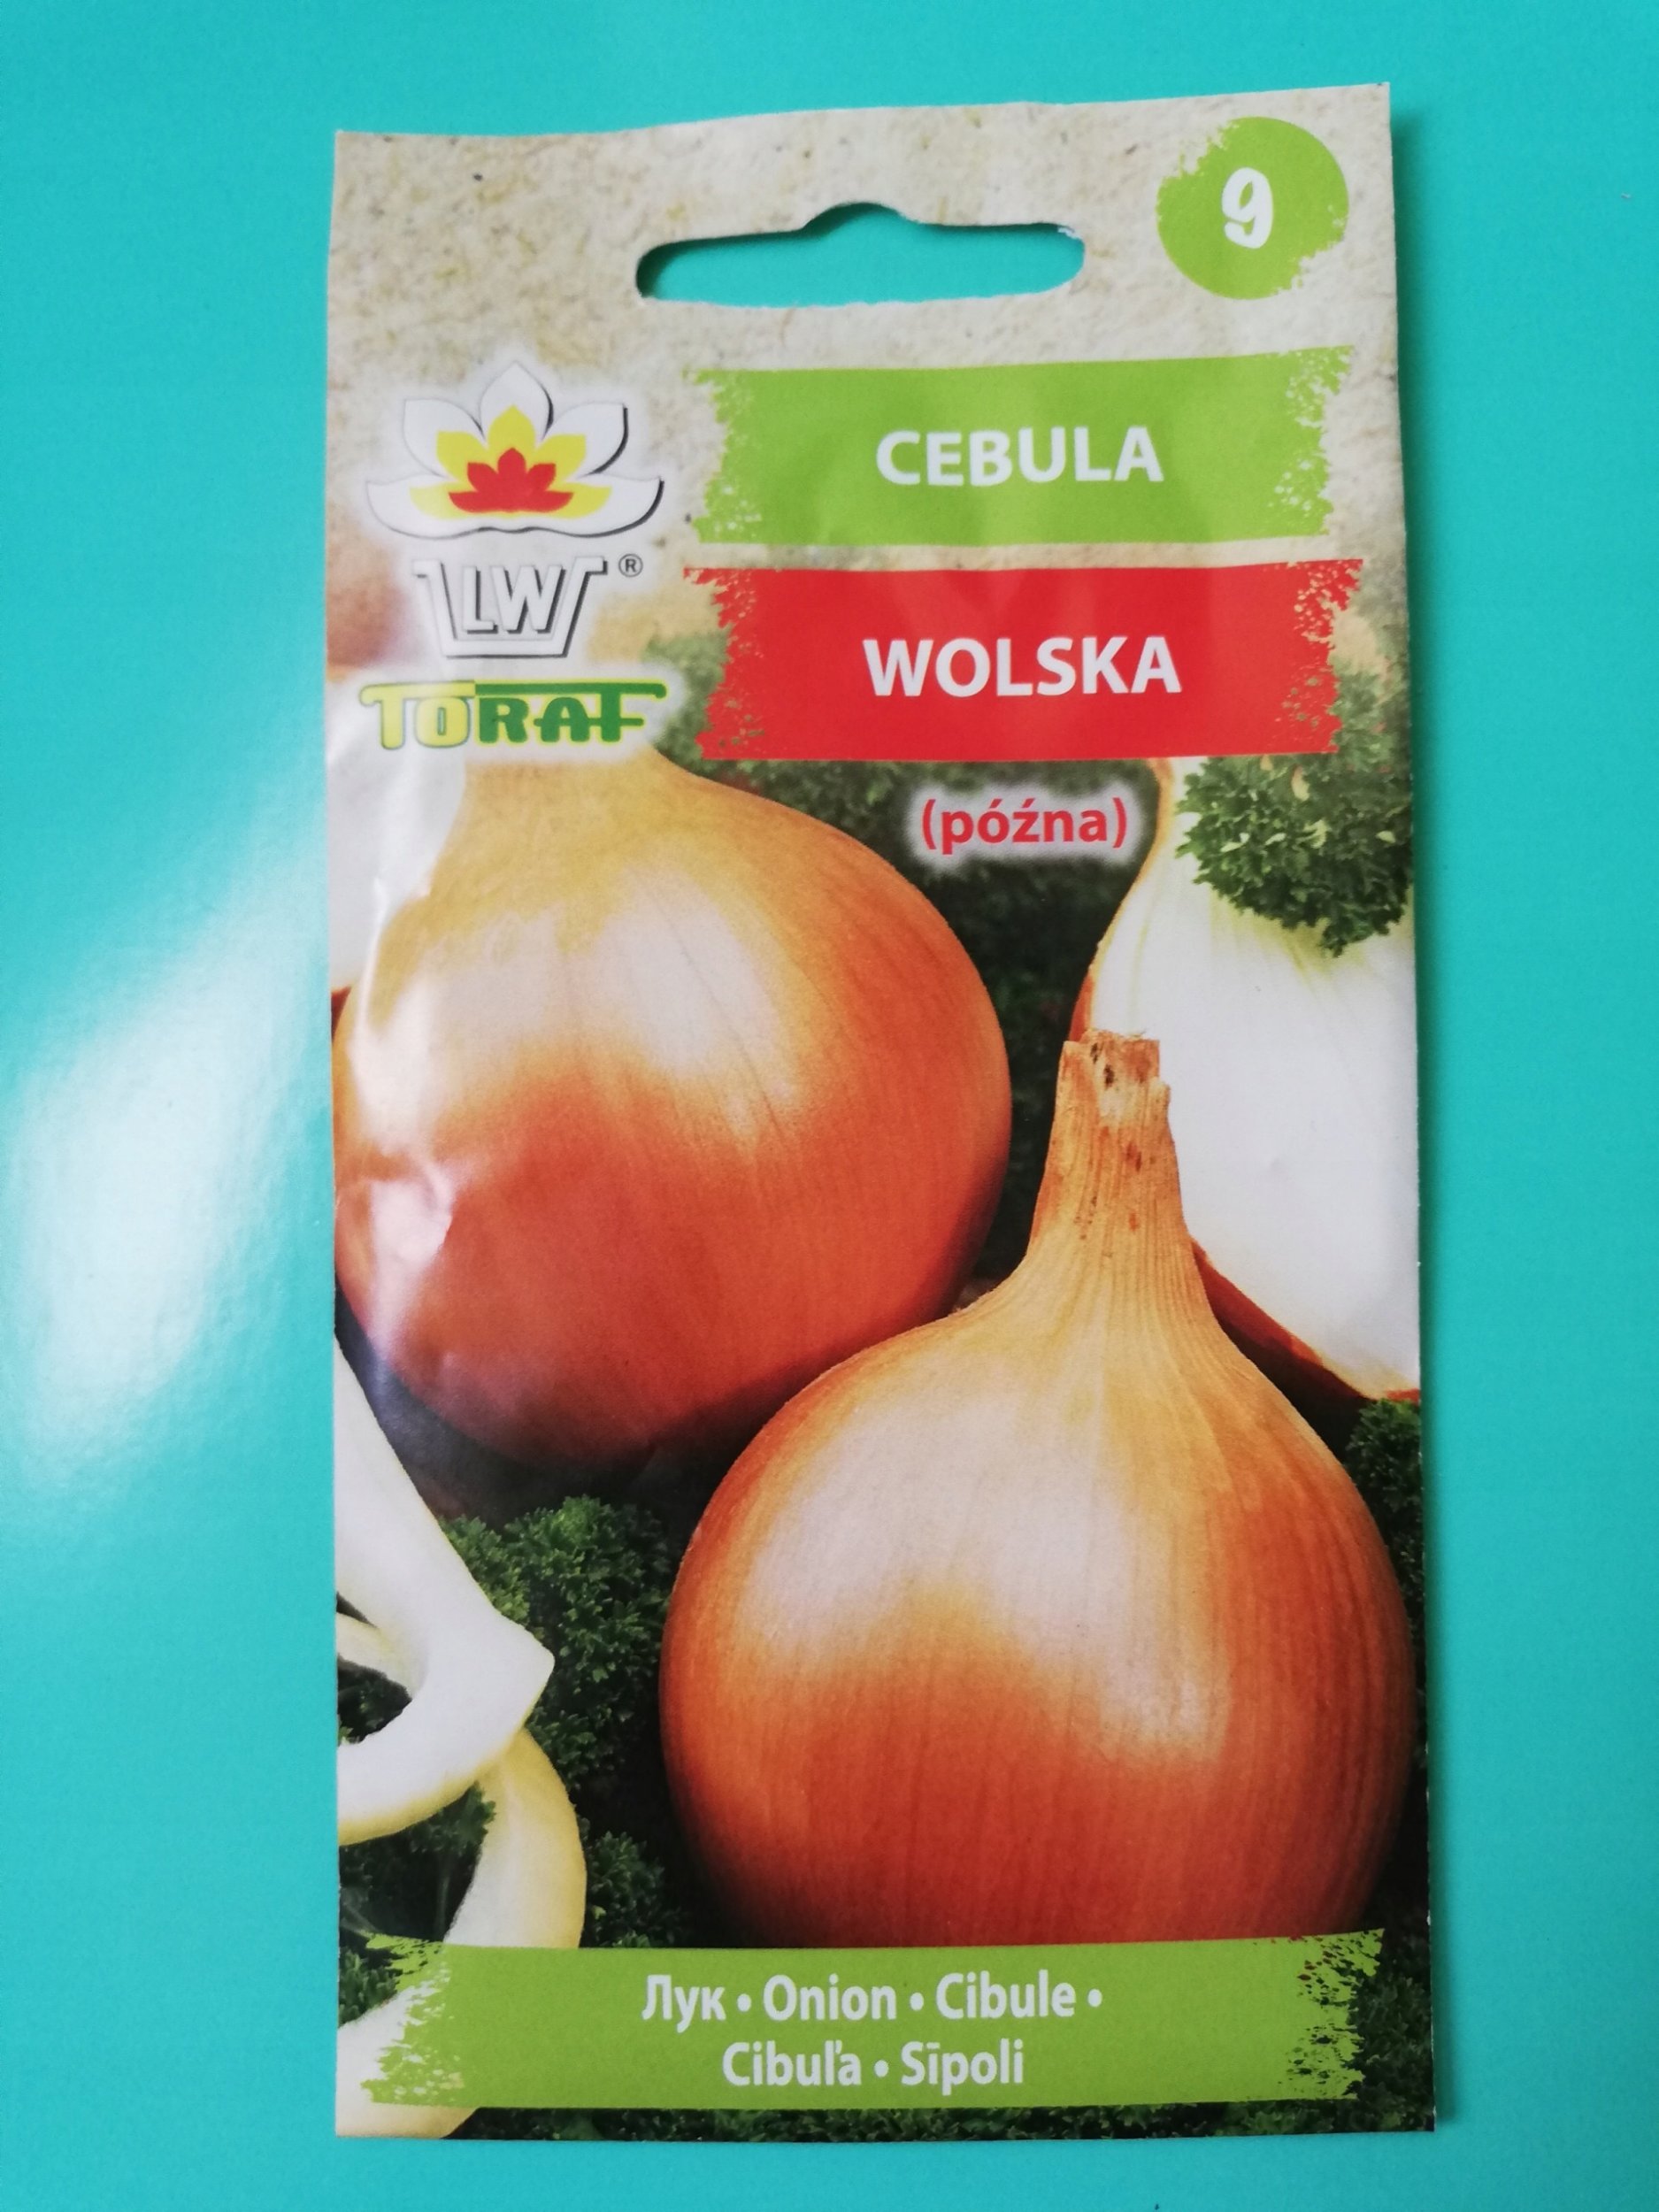 9
CEBULA
LW®
WOLSKA
TORAF
(późna)
Лук • Onion • Cibule •
Cibuľa • Sīpoli